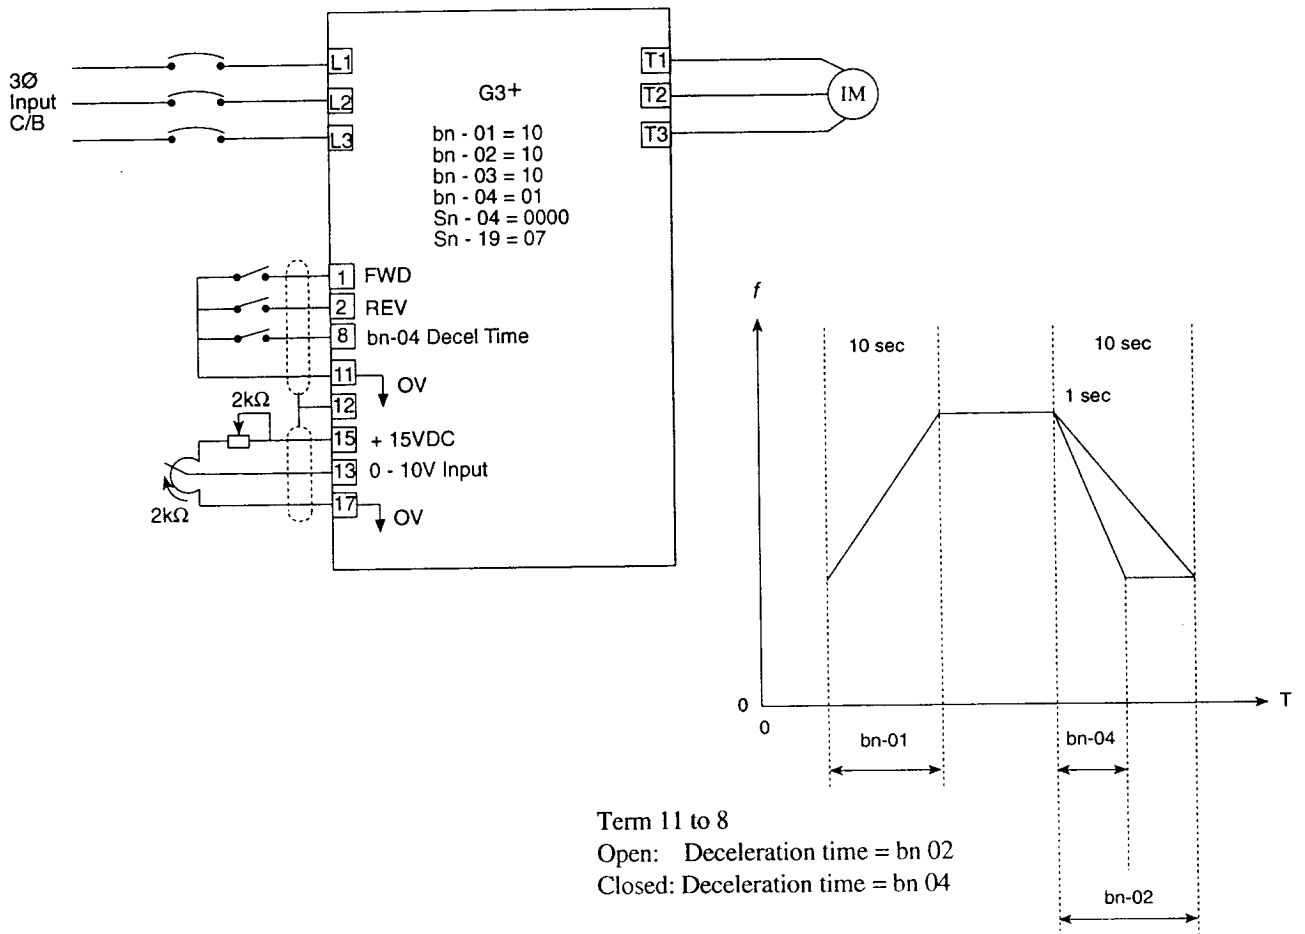 3Ø
Input
C/B
L1
L2
L3
G3+
bn - 01 = 10
bn - 02 = 10
bn - 03 = 10
bn - 04 = 01
Sn - 04 = 0000
Sn - 19 = 07
T1
T2
T3
IM
1 FWD
2 REV
8 bn-04 Decel Time
11 OV
12
2kΩ
15 + 15VDC
13 0 - 10V Input
2kΩ
17 OV
f
10 sec
10 sec
1 sec
0
0
T
bn-01
bn-04
bn-02
Term 11 to 8
Open: Deceleration time = bn 02
Closed: Deceleration time = bn 04